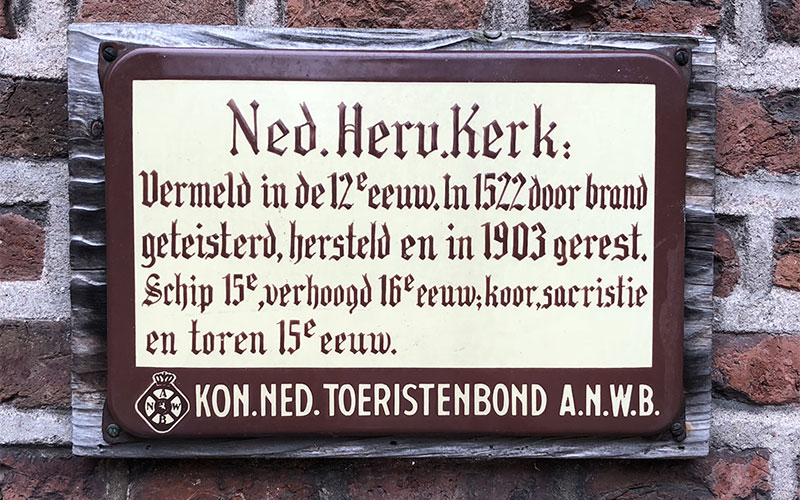 Ned. Herv. Kerk:
Vermeld in de 12e eeuw. In 1522 door brand
geteisterd, hersteld en in 1903 gerest.
Schip 15e, verhoogd 16e eeuw; koor, sacristie
en toren 15e eeuw.
ANWB
KON. NED. TOERISTENBOND A.N.W.B.